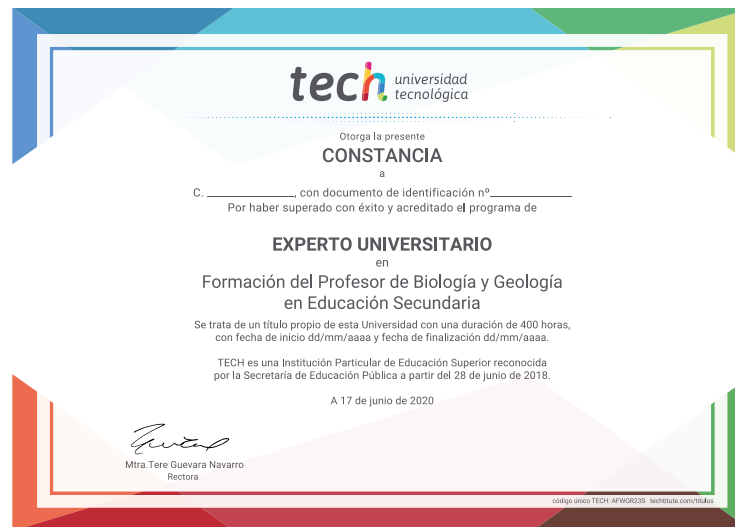 tech universidad
tecnológica
Otorga la presente
CONSTANCIA
a
C. ________________, con documento de identificación nº______________
Por haber superado con éxito y acreditado el programa de
EXPERTO UNIVERSITARIO
en
Formación del Profesor de Biología y Geología
en Educación Secundaria
Se trata de un título propio de esta Universidad con una duración de 400 horas,
con fecha de inicio dd/mm/aaaa y fecha de finalización dd/mm/aaaa.
TECH es una Institución Particular de Educación Superior reconocida
por la Secretaría de Educación Pública a partir del 28 de junio de 2018.
A 17 de junio de 2020
Mtra.Tere Guevara Navarro
Rectora
código único TECH: AFWOR23S techtitute.com/titulos